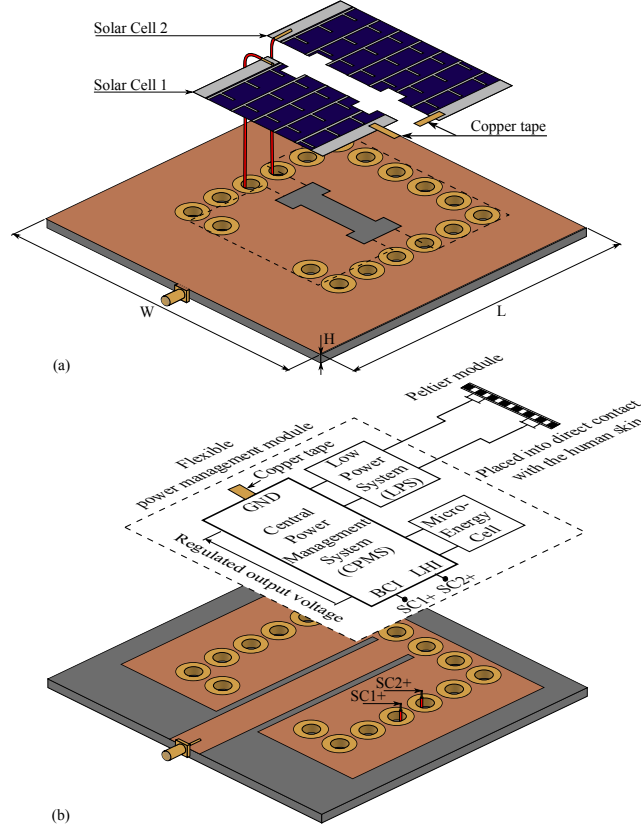 Solar Cell 2
Solar Cell 1
Copper tape
W
H
L
(a)
Peltier module
Placed into direct contact
with the human skin
Flexible
power management module
Copper tape
Low
Power
System
(LPS)
GND
Central
Power
Management
System
(CPMS)
Micro-
Energy
Cell
BCI
LHI
Regulated output voltage
SC1+
SC2+
SC2+
SC1+
(b)